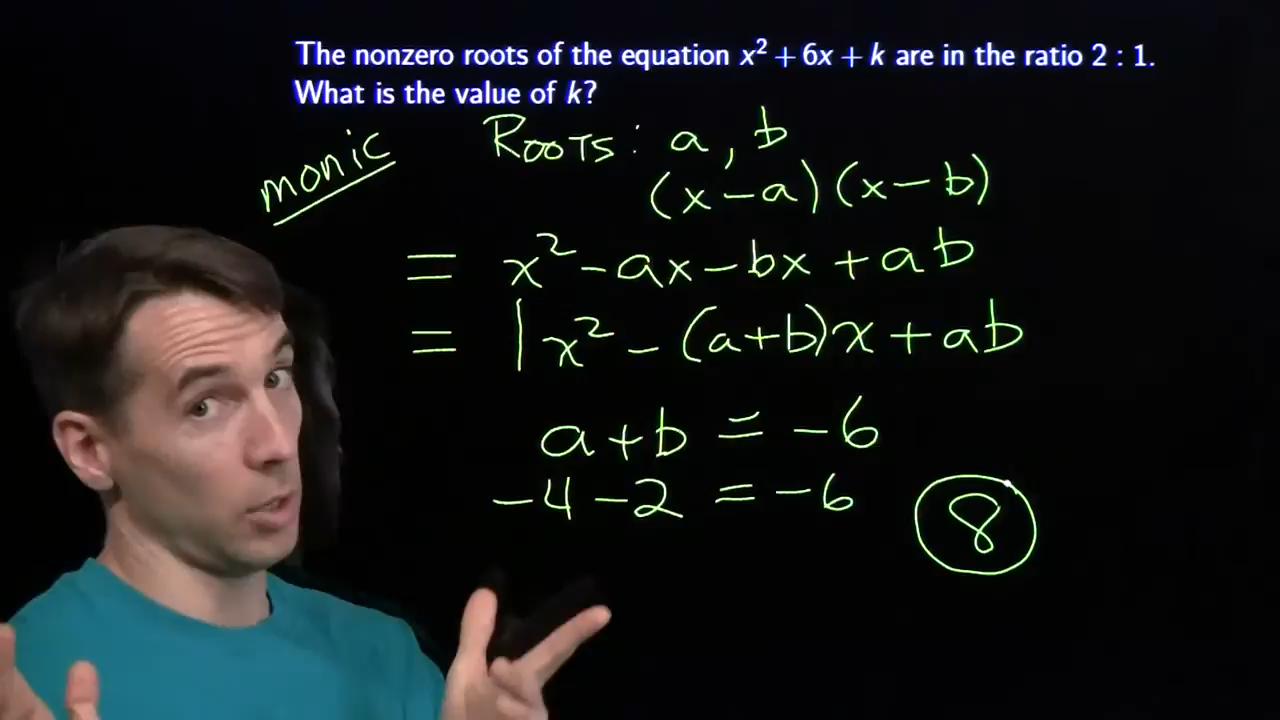 The nonzero roots of the equation x² + 6x + k are in the ratio 2 : 1.
What is the value of k?
monic
Roots: a, b
(x-a)(x-b)
= x² - ax - bx + ab
= 1x² - (a+b)x + ab
a+b = -6
-4 -2 = -6
8